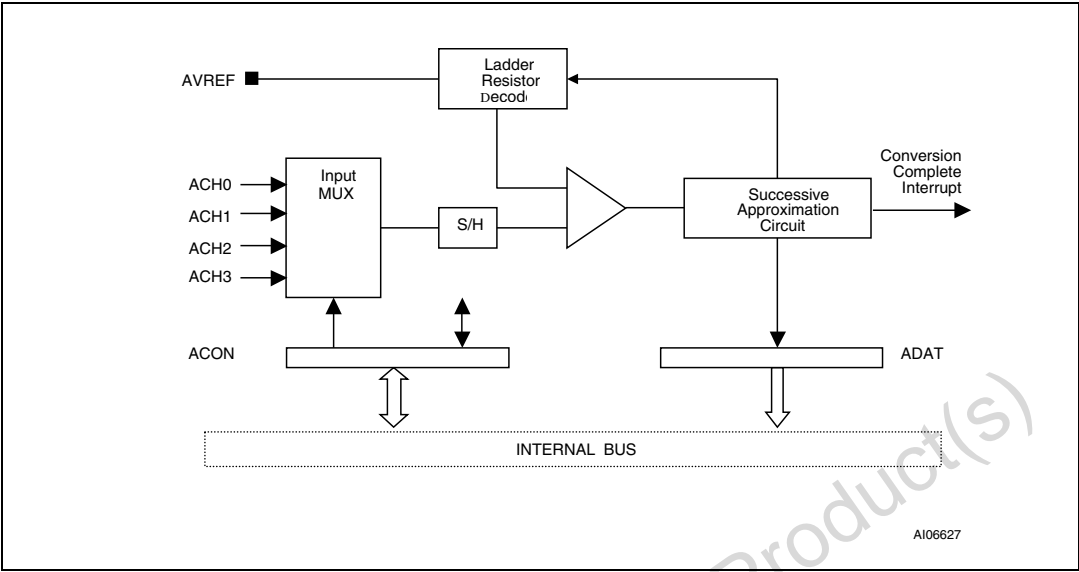 Ladder
Resistor
Decode
AVREF
Input
MUX
ACH0
ACH1
ACH2
ACH3
S/H
Successive
Approximation
Circuit
Conversion
Complete
Interrupt
ACON
ADAT
INTERNAL BUS
AI06627
Product(s)